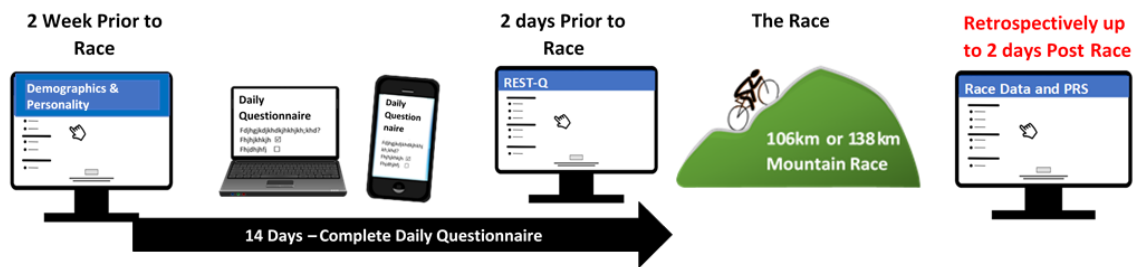 2 Week Prior to
Race
Demographics &
Personality
Daily
Questionnaire
Fhjhjkhkjh
Fhjdhjhfj
Daily
Question
naire
Fhjdhjhfj
2 days Prior to
Race
REST-Q
The Race
106km or 138km
Mountain Race
Retrospectively up
to 2 days Post Race
Race Data and PRS
14 Days – Complete Daily Questionnaire